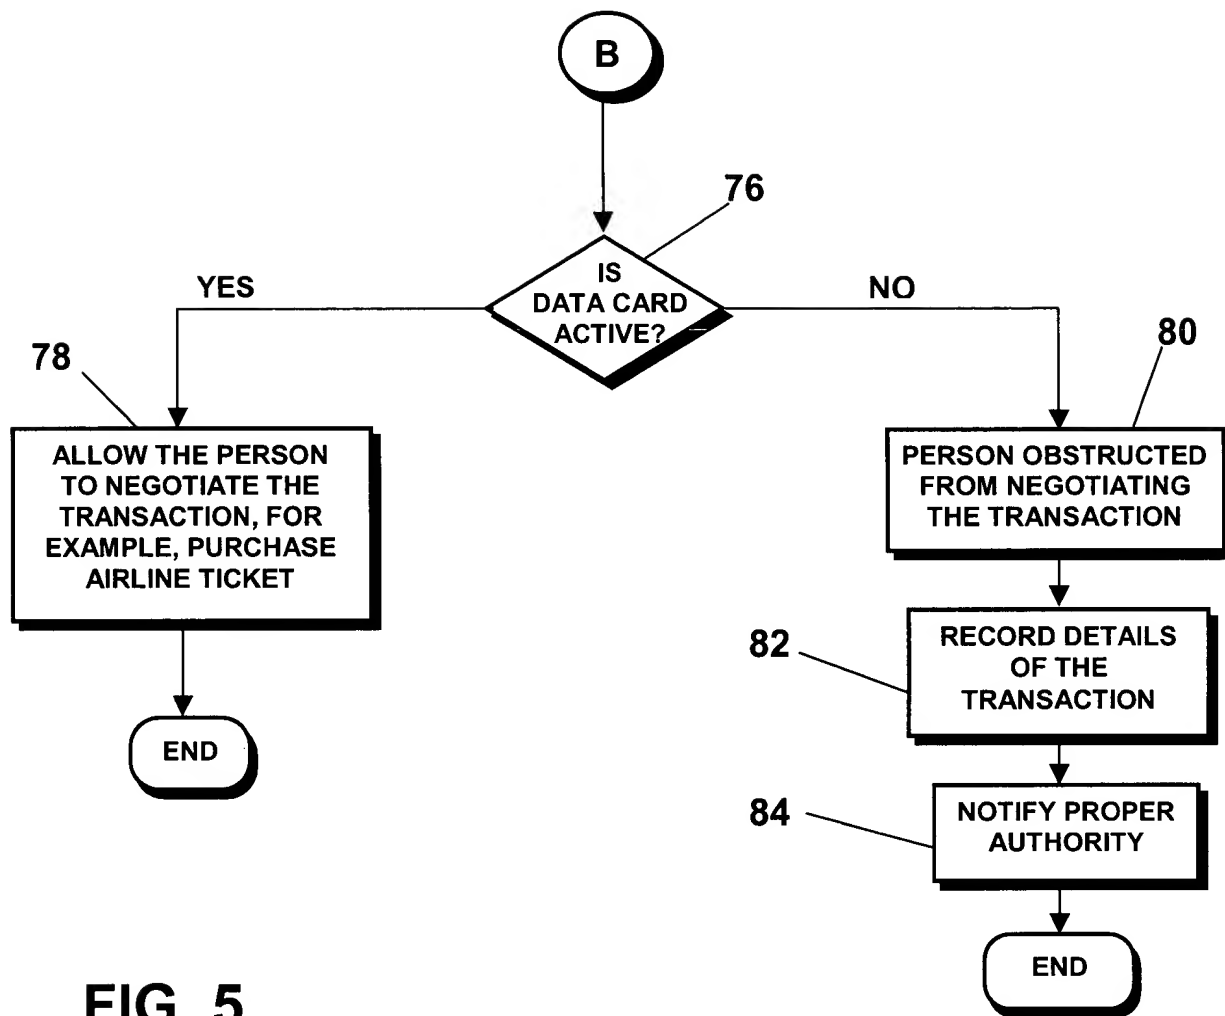 B
76
IS
DATA CARD
ACTIVE?
YES
NO
78
80
ALLOW THE PERSON
TO NEGOTIATE THE
TRANSACTION, FOR
EXAMPLE, PURCHASE
AIRLINE TICKET
PERSON OBSTRUCTED
FROM NEGOTIATING
THE TRANSACTION
82
RECORD DETAILS
OF THE
TRANSACTION
END
84
NOTIFY PROPER
AUTHORITY
END
FIG. 5